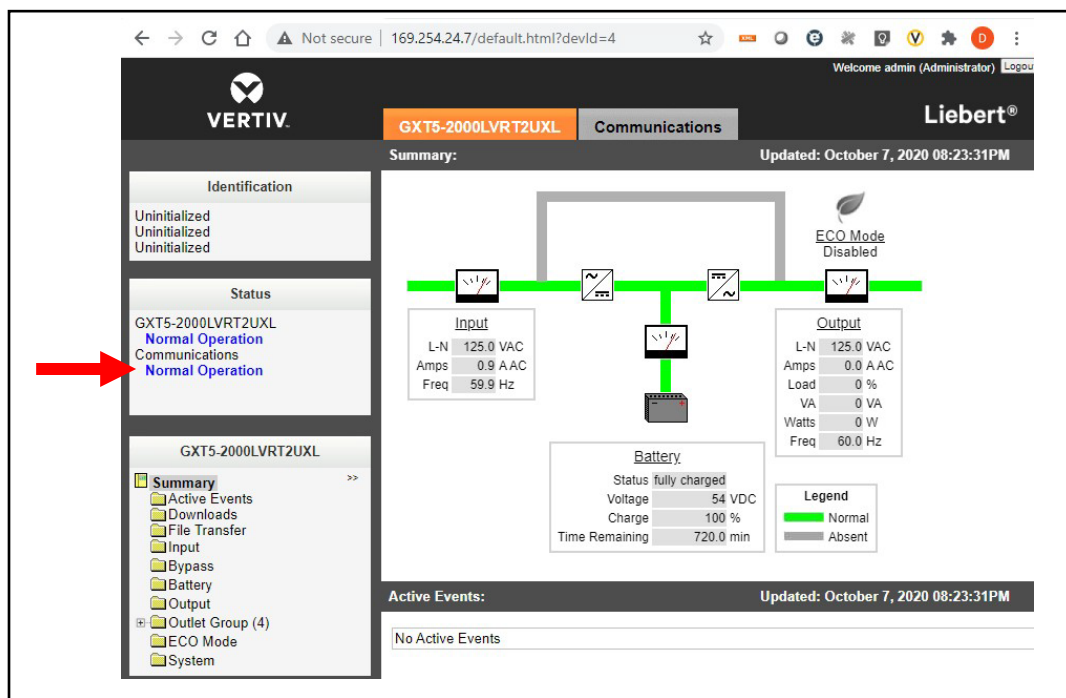 Not secure | 169.254.24.7/default.html?devId=4
Welcome admin (Administrator) Logou
VERTIV.
GXT5-2000LVRT2UXL
Communications
Liebert®
Summary:
Updated: October 7, 2020 08:23:31PM
Identification
Uninitialized
Uninitialized
Uninitialized
Status
GXT5-2000LVRT2UXL
Normal Operation
Communications
Normal Operation
GXT5-2000LVRT2UXL
Summary >>
Active Events
Downloads
File Transfer
Input
Bypass
Battery
Output
Outlet Group (4)
ECO Mode
System
ECO Mode
Disabled
Input
L-N 125.0 VAC
Amps 0.9 A AC
Freq 59.9 Hz
Output
L-N 125.0 VAC
Amps 0.0 A AC
Load 0 %
VA 0 VA
Watts 0 W
Freq 60.0 Hz
Battery
Status fully charged
Voltage 54 VDC
Charge 100 %
Time Remaining 720.0 min
Legend
Normal
Absent
Active Events:
Updated: October 7, 2020 08:23:31PM
No Active Events